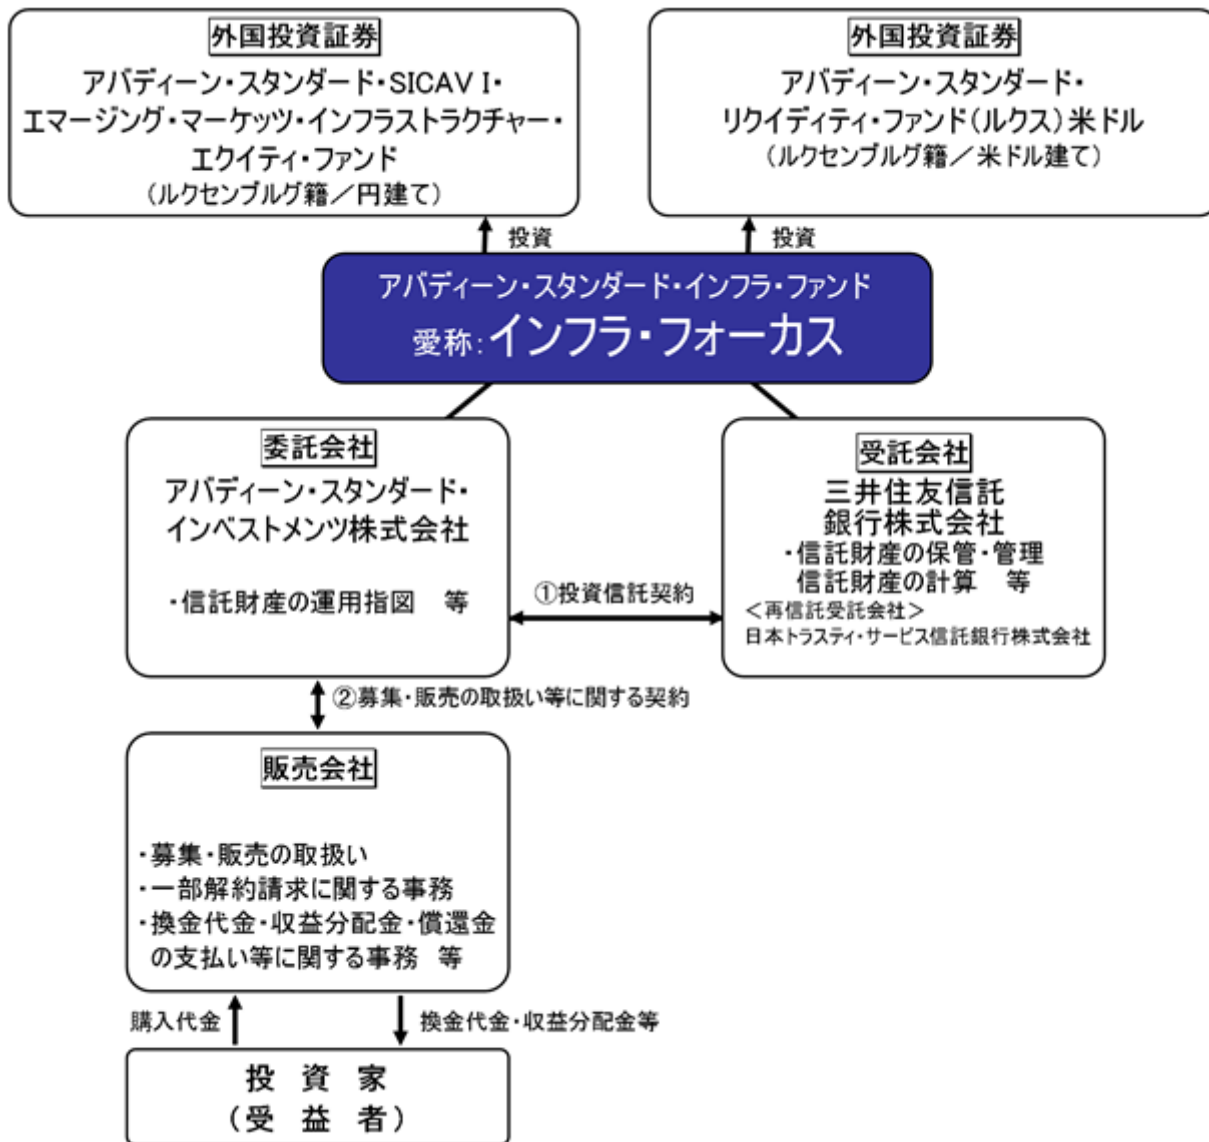 外国投資証券
アバディーン・スタンダード・SICAV I・
エマージング・マーケッツ・インフラストラクチャー・
エクイティ・ファンド
（ルクセンブルグ籍／円建て）
外国投資証券
アバディーン・スタンダード・
リクイディティ・ファンド（ルクス）米ドル
（ルクセンブルグ籍／米ドル建て）
投資
投資
アバディーン・スタンダード・インフラ・ファンド
愛称：インフラ・フォーカス
委託会社
アバディーン・スタンダード・
インベストメンツ株式会社
・信託財産の運用指図　等
①投資信託契約
受託会社
三井住友信託
銀行株式会社
・信託財産の保管・管理
信託財産の計算　等
＜再信託受託会社＞
日本トラスティ・サービス信託銀行株式会社
②募集・販売の取扱い等に関する契約
販売会社
・募集・販売の取扱い
・一部解約請求に関する事務
・換金代金・収益分配金・償還金
の支払い等に関する事務　等
購入代金
換金代金・収益分配金等
投　資　家
（受　益　者）